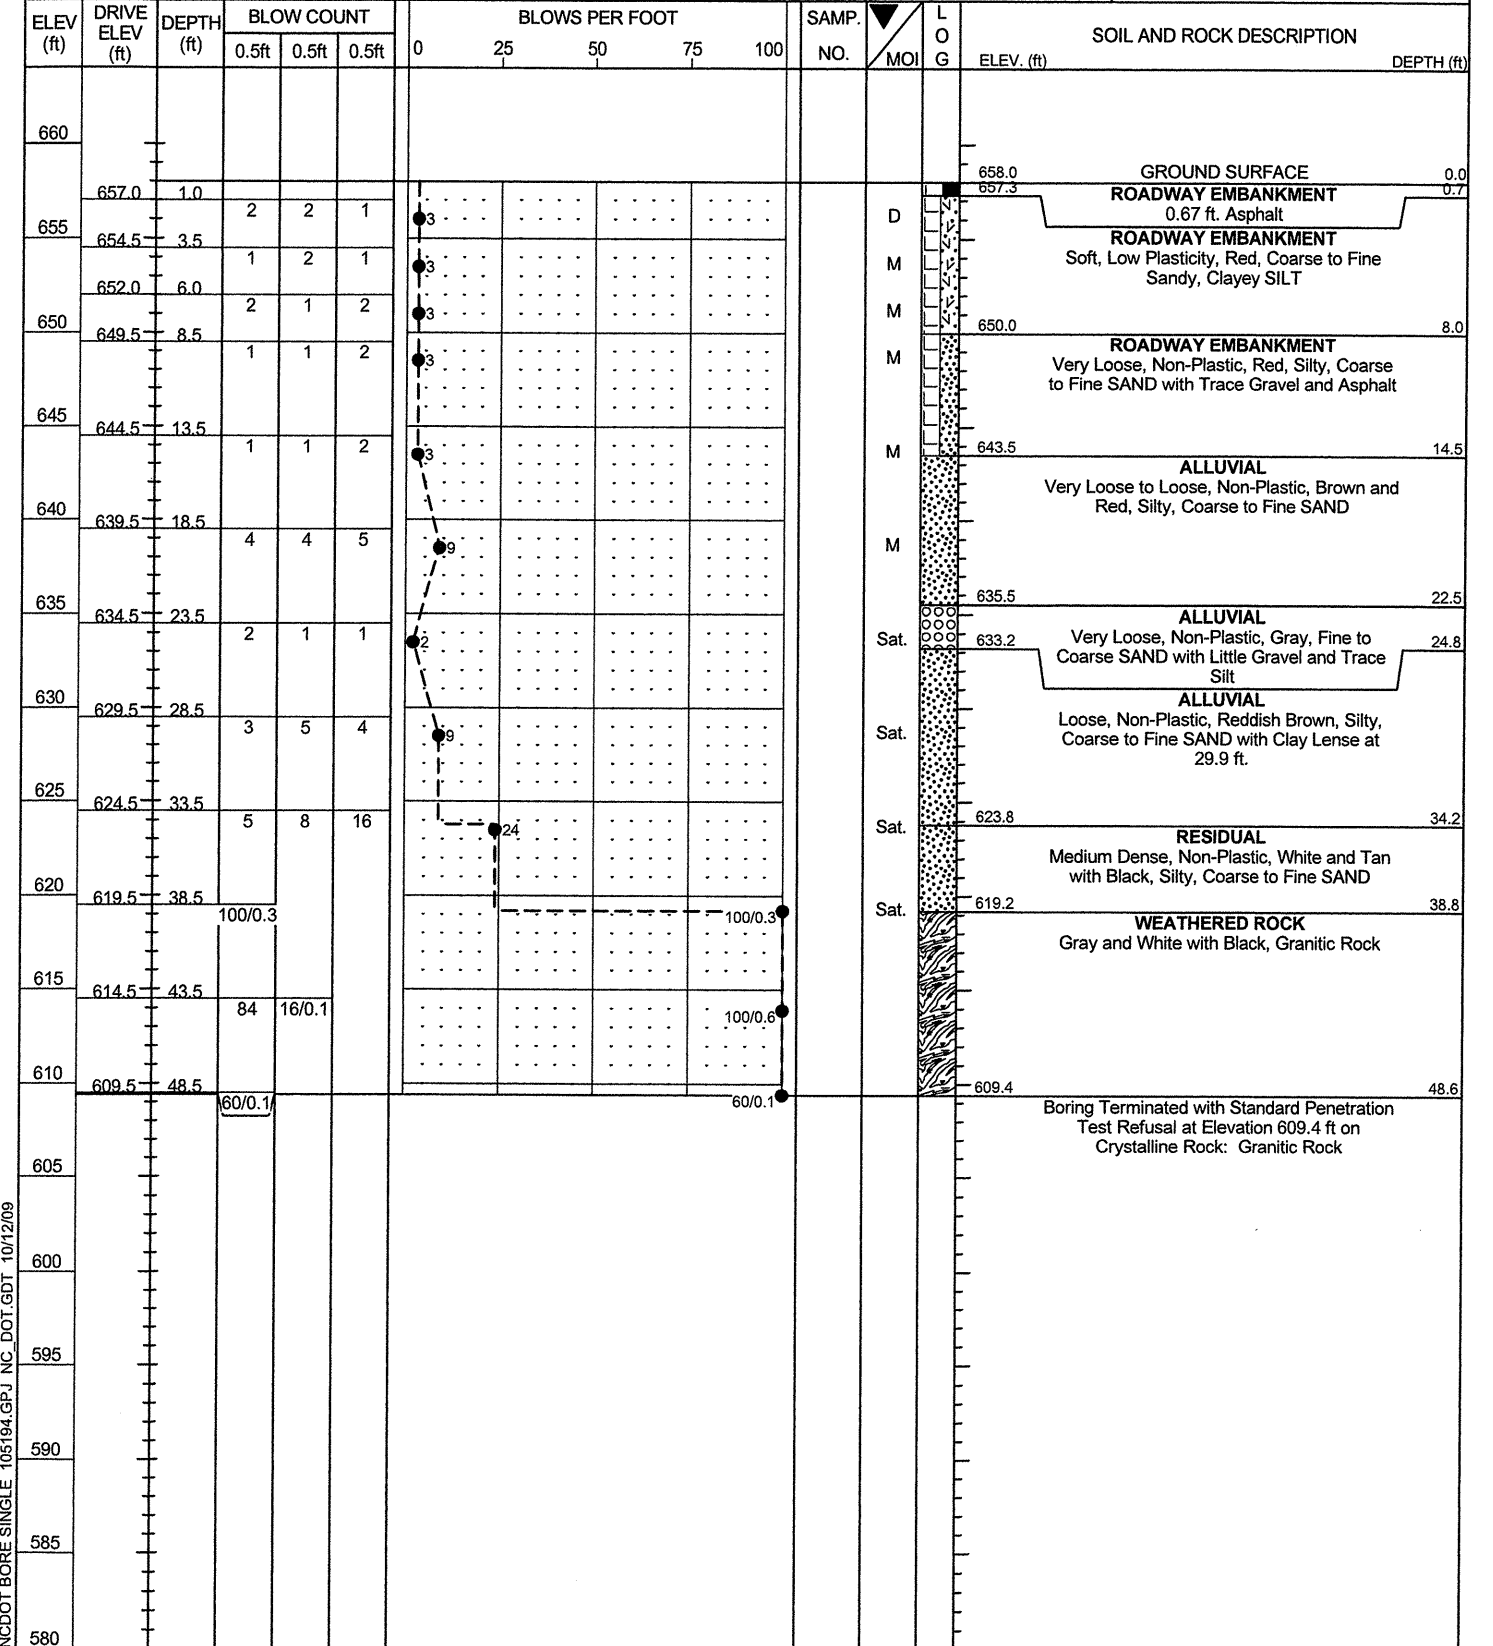 ELEV (ft) DRIVE ELEV (ft) DEPTH (ft) BLOW COUNT 0.5ft 0.5ft 0.5ft BLOWS PER FOOT 0 25 50 75 100 SAMP. NO. MOI L O G SOIL AND ROCK DESCRIPTION ELEV. (ft) DEPTH (ft)
660
658.0 GROUND SURFACE 0.0
657.0 1.0 657.3 ROADWAY EMBANKMENT 0.7
2 2 1 3 D 0.67 ft. Asphalt
655
654.5 3.5 ROADWAY EMBANKMENT
1 2 1 3 M Soft, Low Plasticity, Red, Coarse to Fine
Sandy, Clayey SILT
652.0 6.0
2 1 2 3 M
650 650.0 8.0
649.5 8.5 ROADWAY EMBANKMENT
1 1 2 3 M Very Loose, Non-Plastic, Red, Silty, Coarse
to Fine SAND with Trace Gravel and Asphalt
645
644.5 13.5
1 1 2 3 M 643.5 14.5
ALLUVIAL
Very Loose to Loose, Non-Plastic, Brown and
Red, Silty, Coarse to Fine SAND
640
639.5 18.5
4 4 5 9 M
635 635.5 22.5
634.5 23.5 ALLUVIAL
2 1 1 2 Sat. 633.2 Very Loose, Non-Plastic, Gray, Fine to 24.8
Coarse SAND with Little Gravel and Trace
Silt
630 ALLUVIAL
629.5 28.5 Loose, Non-Plastic, Reddish Brown, Silty,
3 5 4 9 Sat. Coarse to Fine SAND with Clay Lense at
29.9 ft.
625
624.5 33.5
5 8 16 24 Sat. 623.8 34.2
RESIDUAL
Medium Dense, Non-Plastic, White and Tan
with Black, Silty, Coarse to Fine SAND
620
619.5 38.5
100/0.3 100/0.3 Sat. 619.2 38.8
WEATHERED ROCK
Gray and White with Black, Granitic Rock
615
614.5 43.5
84 16/0.1 100/0.6
610
609.5 48.5 609.4 48.6
60/0.1 60/0.1 Boring Terminated with Standard Penetration
Test Refusal at Elevation 609.4 ft on
Crystalline Rock: Granitic Rock
605
600
595
590
585
580
NCDOT BORE SINGLE 105194.GPJ NC_DOT.GDT 10/12/09